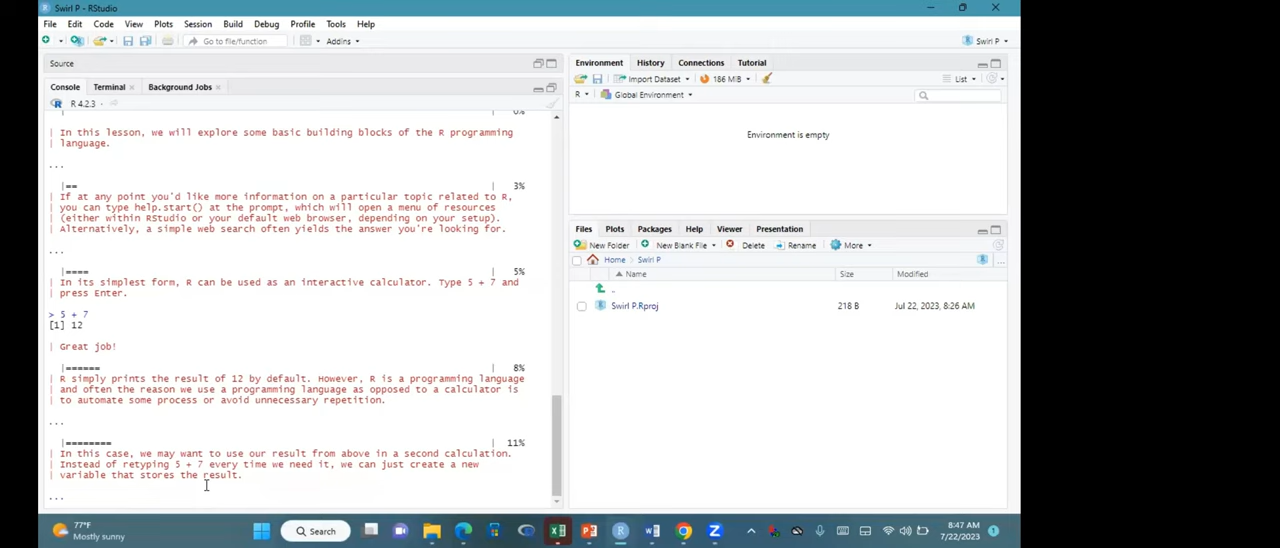 Swirl P - RStudio
File Edit Code View Plots Session Build Debug Profile Tools Help
Go to file/function Addins Swirl P
Source
Console Terminal Background Jobs
R 4.2.3 ·
| In this lesson, we will explore some basic building blocks of the R programming
| language.
...
|== | 3%
| If at any point you'd like more information on a particular topic related to R,
| you can type help.start() at the prompt, which will open a menu of resources
| (either within RStudio or your default web browser, depending on your setup).
| Alternatively, a simple web search often yields the answer you're looking for.
...
|==== | 5%
| In its simplest form, R can be used as an interactive calculator. Type 5 + 7 and
| press Enter.
> 5 + 7
[1] 12
| Great job!
|====== | 8%
| R simply prints the result of 12 by default. However, R is a programming language
| and often the reason we use a programming language as opposed to a calculator is
| to automate some process or avoid unnecessary repetition.
...
|======== | 11%
| In this case, we may want to use our result from above in a second calculation.
| Instead of retyping 5 + 7 every time we need it, we can just create a new
| variable that stores the result.
...
Environment History Connections Tutorial
Import Dataset 186 MiB List
R Global Environment
Environment is empty
Files Plots Packages Help Viewer Presentation
New Folder New Blank File Delete Rename More
Home Swirl P ...
Name Size Modified
..
Swirl P.Rproj 218 B Jul 22, 2023, 8:26 AM
77°F
Mostly sunny
Search
8:47 AM
7/22/2023
1